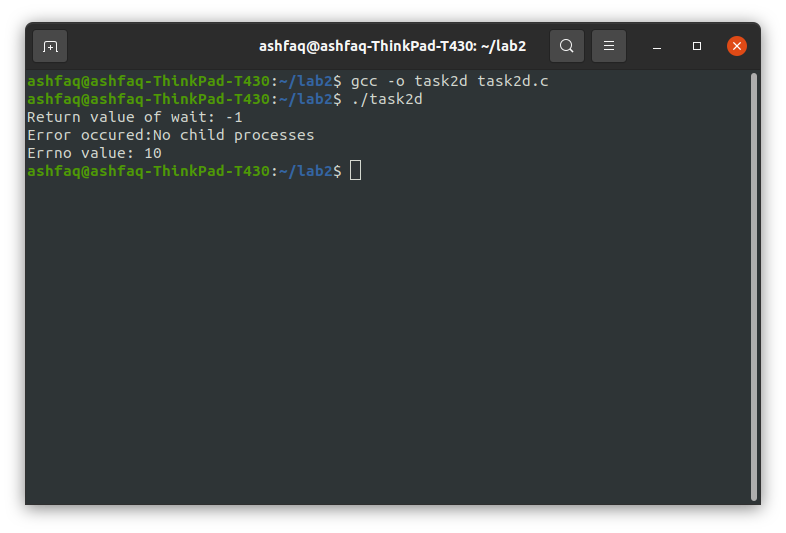 ashfaq@ashfaq-ThinkPad-T430: ~/lab2
ashfaq@ashfaq-ThinkPad-T430:~/lab2$ gcc -o task2d task2d.c
ashfaq@ashfaq-ThinkPad-T430:~/lab2$ ./task2d
Return value of wait: -1
Error occured:No child processes
Errno value: 10
ashfaq@ashfaq-ThinkPad-T430:~/lab2$